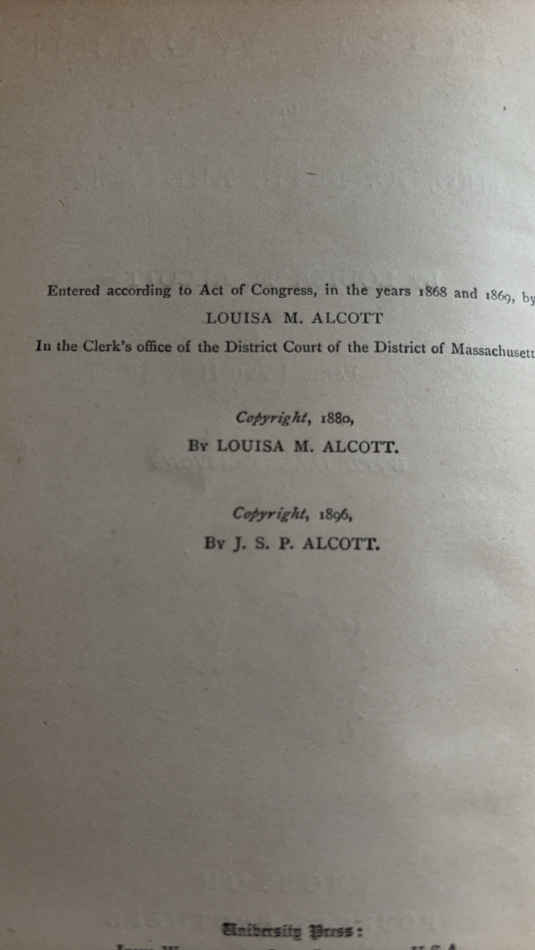 Entered according to Act of Congress, in the years 1868 and 1869, by
LOUISA M. ALCOTT
In the Clerk's office of the District Court of the District of Massachusett
Copyright, 1880,
By LOUISA M. ALCOTT.
Copyright, 1896,
By J. S. P. ALCOTT.
University Press:
U.S.A.